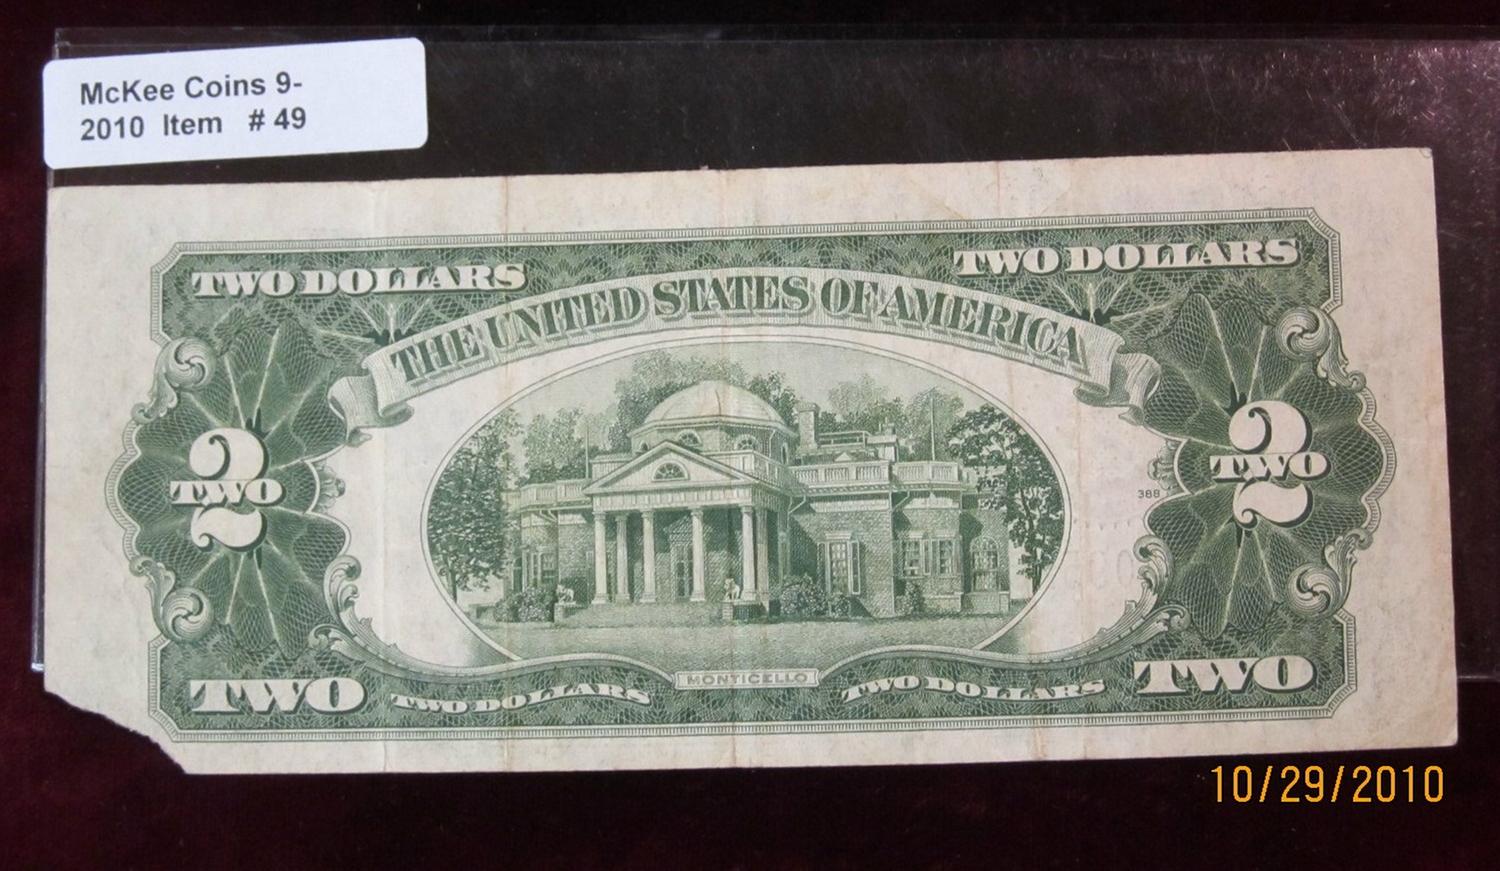 McKee Coins 9-
2010 Item # 49
TWO DOLLARS
TWO DOLLARS
THE UNITED STATES OF AMERICA
2
TWO
2
TWO
388
MONTICELLO
TWO
TWO DOLLARS
TWO DOLLARS
TWO
10/29/2010